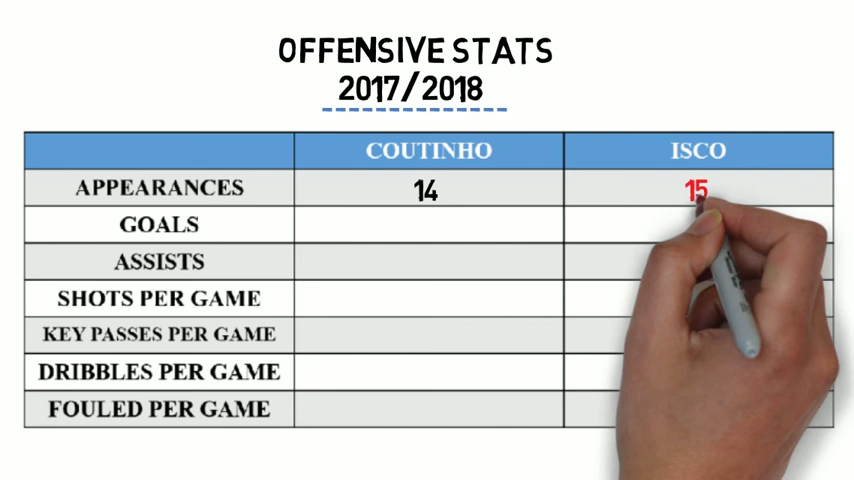 OFFENSIVE STATS
2017/2018
COUTINHO ISCO
APPEARANCES 14 15
GOALS
ASSISTS
SHOTS PER GAME
KEY PASSES PER GAME
DRIBBLES PER GAME
FOULED PER GAME